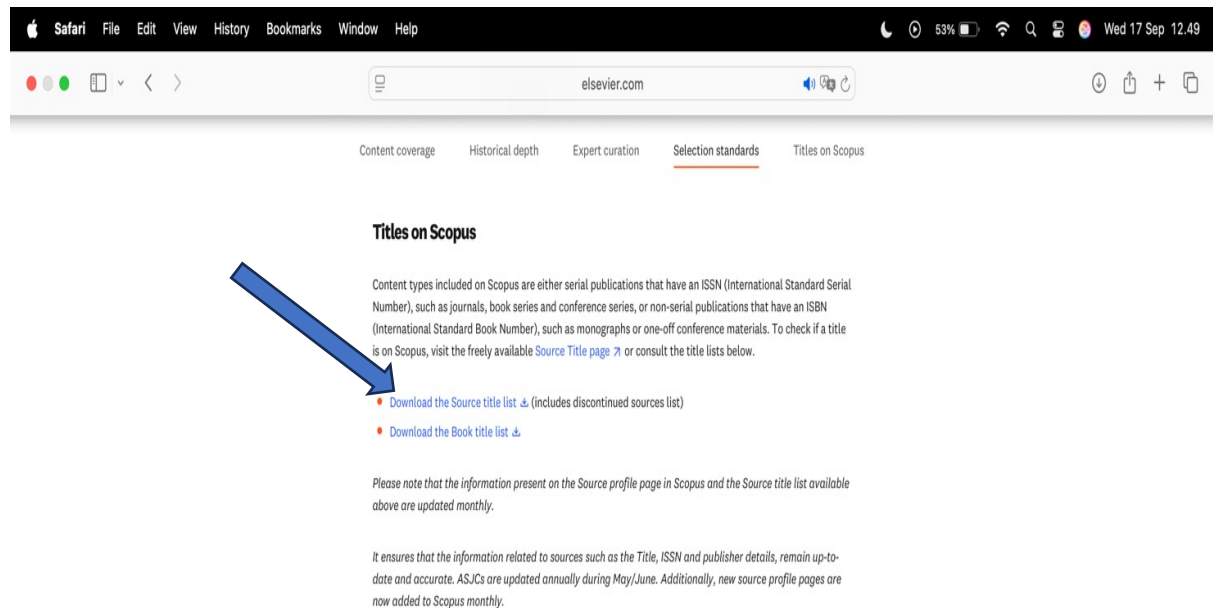 Safari File Edit View History Bookmarks Window Help 53% Wed 17 Sep 12.49
elsevier.com
Content coverage Historical depth Expert curation Selection standards Titles on Scopus
Titles on Scopus
Content types included on Scopus are either serial publications that have an ISSN (International Standard Serial
Number), such as journals, book series and conference series, or non-serial publications that have an ISBN
(International Standard Book Number), such as monographs or one-off conference materials. To check if a title
is on Scopus, visit the freely available Source Title page ↗ or consult the title lists below.
• Download the Source title list (includes discontinued sources list)
• Download the Book title list
Please note that the information present on the Source profile page in Scopus and the Source title list available
above are updated monthly.
It ensures that the information related to sources such as the Title, ISSN and publisher details, remain up-to-
date and accurate. ASJCs are updated annually during May/June. Additionally, new source profile pages are
now added to Scopus monthly.